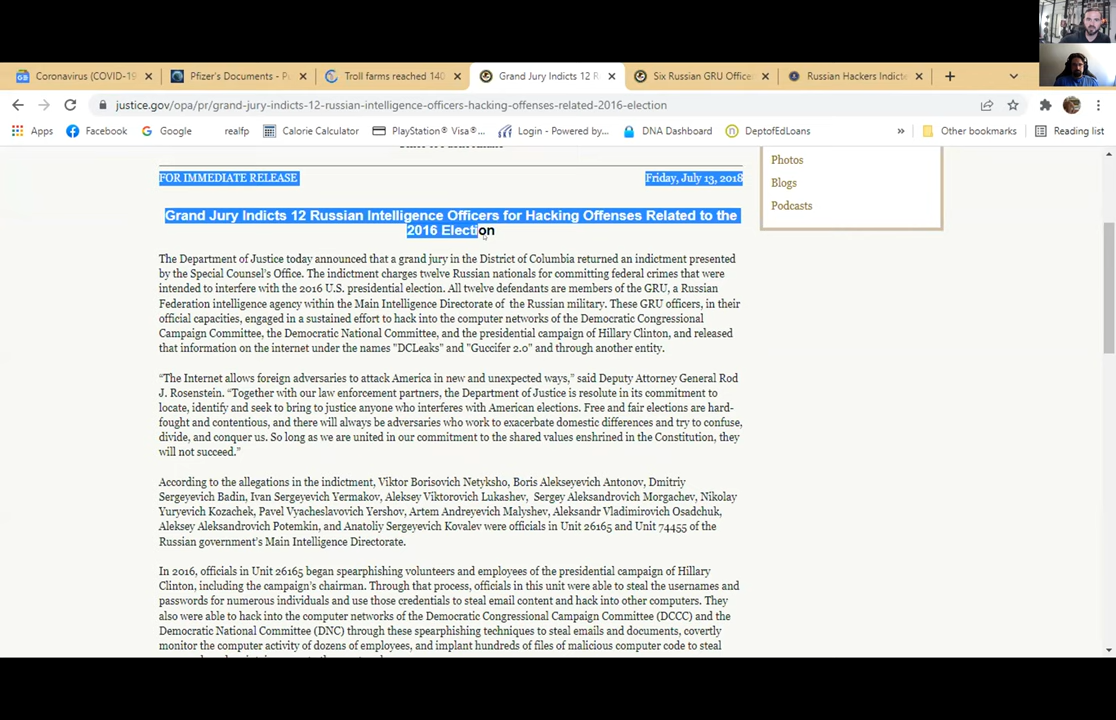 Coronavirus (COVID-19
Pfizer's Documents - Pu
Troll farms reached 140
Grand Jury Indicts 12 R
Six Russian GRU Office
Russian Hackers Indicte
justice.gov/opa/pr/grand-jury-indicts-12-russian-intelligence-officers-hacking-offenses-related-2016-election
Apps Facebook Google realfp Calorie Calculator PlayStation® Visa®... Login - Powered by... DNA Dashboard DeptofEdLoans » Other bookmarks Reading list
FOR IMMEDIATE RELEASE Friday, July 13, 2018
Grand Jury Indicts 12 Russian Intelligence Officers for Hacking Offenses Related to the
2016 Election
The Department of Justice today announced that a grand jury in the District of Columbia returned an indictment presented
by the Special Counsel's Office. The indictment charges twelve Russian nationals for committing federal crimes that were
intended to interfere with the 2016 U.S. presidential election. All twelve defendants are members of the GRU, a Russian
Federation intelligence agency within the Main Intelligence Directorate of the Russian military. These GRU officers, in their
official capacities, engaged in a sustained effort to hack into the computer networks of the Democratic Congressional
Campaign Committee, the Democratic National Committee, and the presidential campaign of Hillary Clinton, and released
that information on the internet under the names "DCLeaks" and "Guccifer 2.0" and through another entity.
“The Internet allows foreign adversaries to attack America in new and unexpected ways,” said Deputy Attorney General Rod
J. Rosenstein. “Together with our law enforcement partners, the Department of Justice is resolute in its commitment to
locate, identify and seek to bring to justice anyone who interferes with American elections. Free and fair elections are hard-
fought and contentious, and there will always be adversaries who work to exacerbate domestic differences and try to confuse,
divide, and conquer us. So long as we are united in our commitment to the shared values enshrined in the Constitution, they
will not succeed.”
According to the allegations in the indictment, Viktor Borisovich Netyksho, Boris Alekseyevich Antonov, Dmitriy
Sergeyevich Badin, Ivan Sergeyevich Yermakov, Aleksey Viktorovich Lukashev, Sergey Aleksandrovich Morgachev, Nikolay
Yuryevich Kozachek, Pavel Vyacheslavovich Yershov, Artem Andreyevich Malyshev, Aleksandr Vladimirovich Osadchuk,
Aleksey Aleksandrovich Potemkin, and Anatoliy Sergeyevich Kovalev were officials in Unit 26165 and Unit 74455 of the
Russian government's Main Intelligence Directorate.
In 2016, officials in Unit 26165 began spearphishing volunteers and employees of the presidential campaign of Hillary
Clinton, including the campaign's chairman. Through that process, officials in this unit were able to steal the usernames and
passwords for numerous individuals and use those credentials to steal email content and hack into other computers. They
also were able to hack into the computer networks of the Democratic Congressional Campaign Committee (DCCC) and the
Democratic National Committee (DNC) through these spearphishing techniques to steal emails and documents, covertly
monitor the computer activity of dozens of employees, and implant hundreds of files of malicious computer code to steal
Photos
Blogs
Podcasts